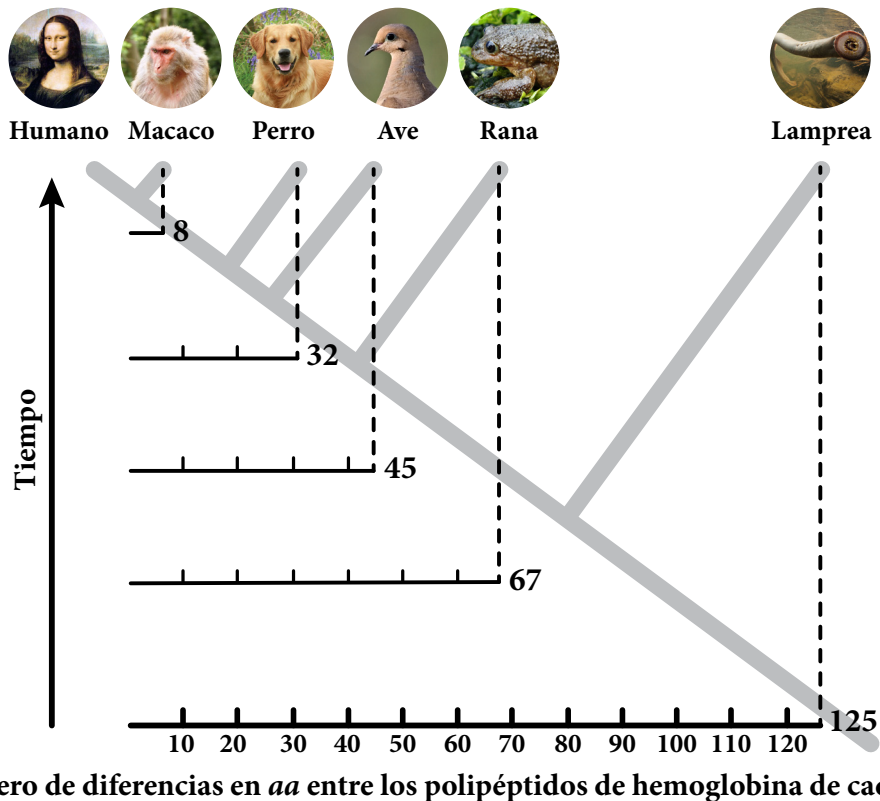 Humano Macaco Perro Ave Rana Lamprea
8
32
45
67
125
Tiempo
10 20 30 40 50 60 70 80 90 100 110 120
de diferencias en aa entre los polipéptidos de hemoglobina de